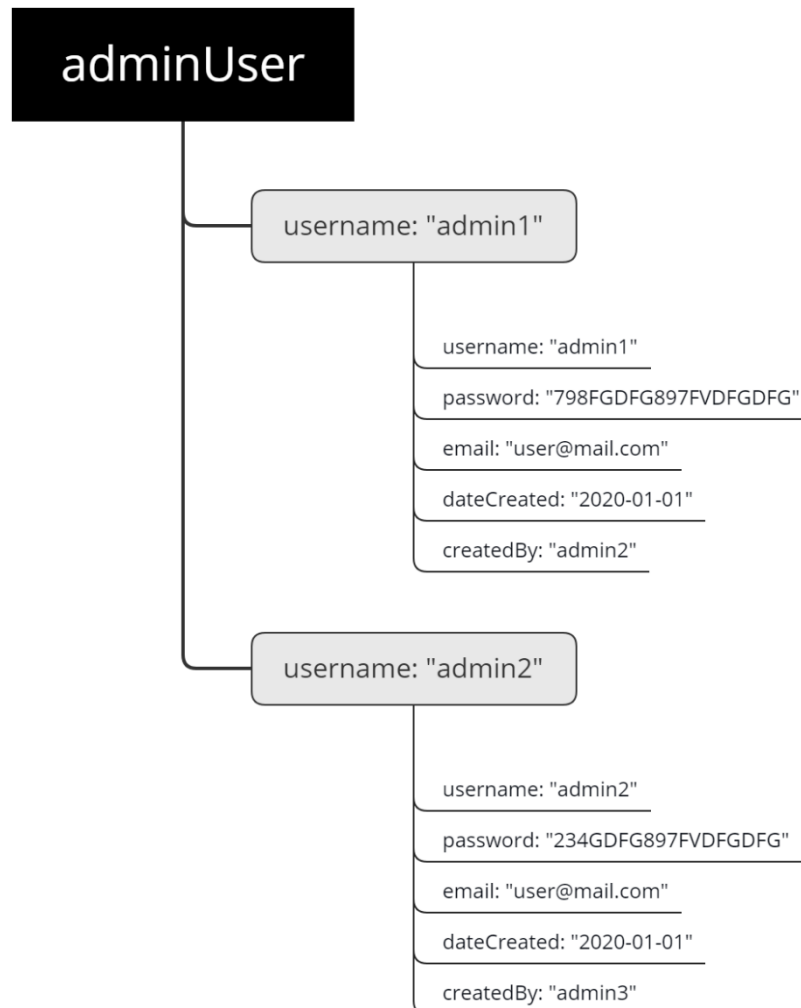 adminUser
username: "admin1"
username: "admin1"
password: "798FGDFG897FVDFGDFG"
email: "user@mail.com"
dateCreated: "2020-01-01"
createdBy: "admin2"
username: "admin2"
username: "admin2"
password: "234GDFG897FVDFGDFG"
email: "user@mail.com"
dateCreated: "2020-01-01"
createdBy: "admin3"